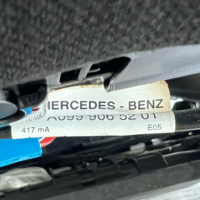 MERCEDES - BENZ
A099 906 52 01
417 mA E05